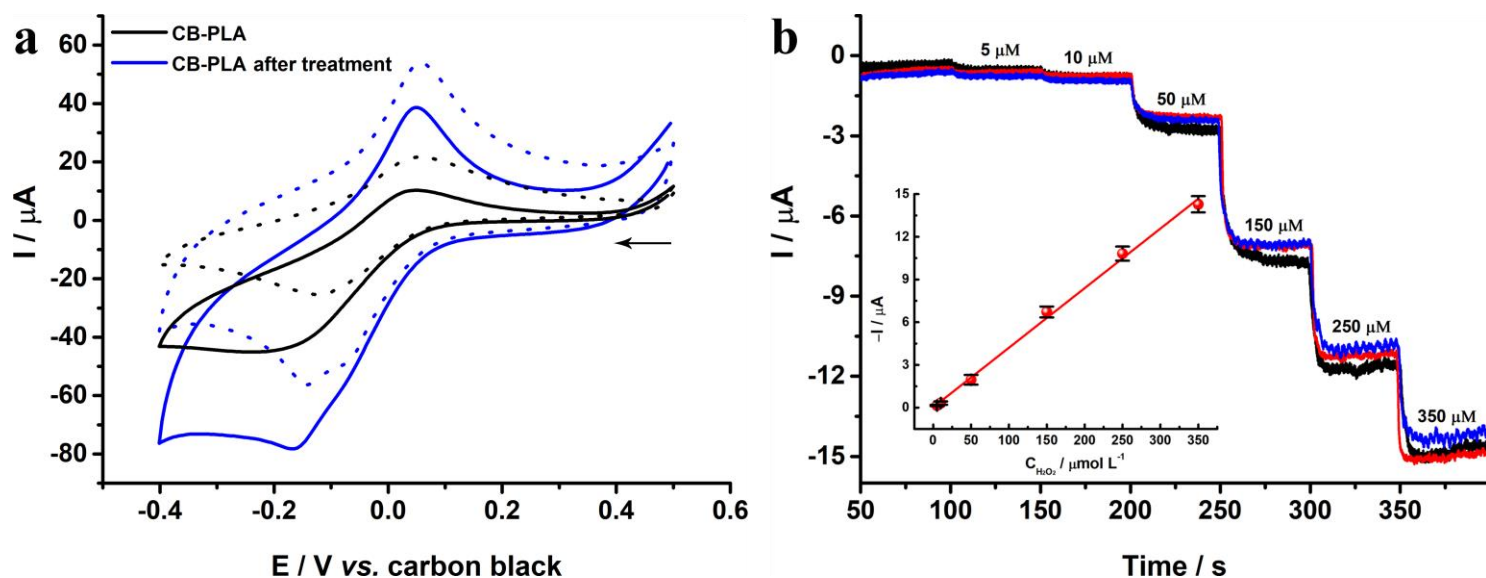 a
CB-PLA
CB-PLA after treatment
60
40
20
0
-20
-40
-60
-80
I / μA
-0.4
-0.2
0.0
0.2
0.4
0.6
E / V vs. carbon black
b
0
-3
-6
-9
-12
-15
I / μA
5 μM
10 μM
50 μM
150 μM
250 μM
350 μM
15
12
9
6
3
0
–I / μA
0
50
100
150
200
250
300
350
C H₂O₂ / μmol L⁻¹
50
100
150
200
250
300
350
Time / s